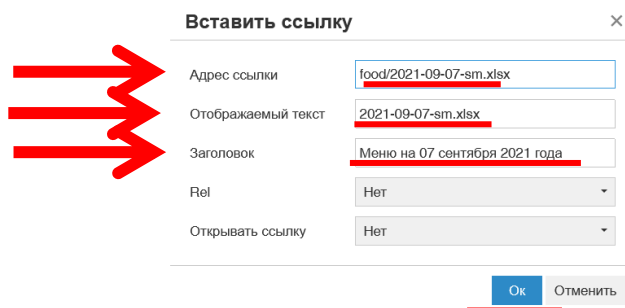 Вставить ссылку ×
Адрес ссылки food/2021-09-07-sm.xlsx
Отображаемый текст 2021-09-07-sm.xlsx
Заголовок Меню на 07 сентября 2021 года
Rel Нет
Открывать ссылку Нет
Ок Отменить